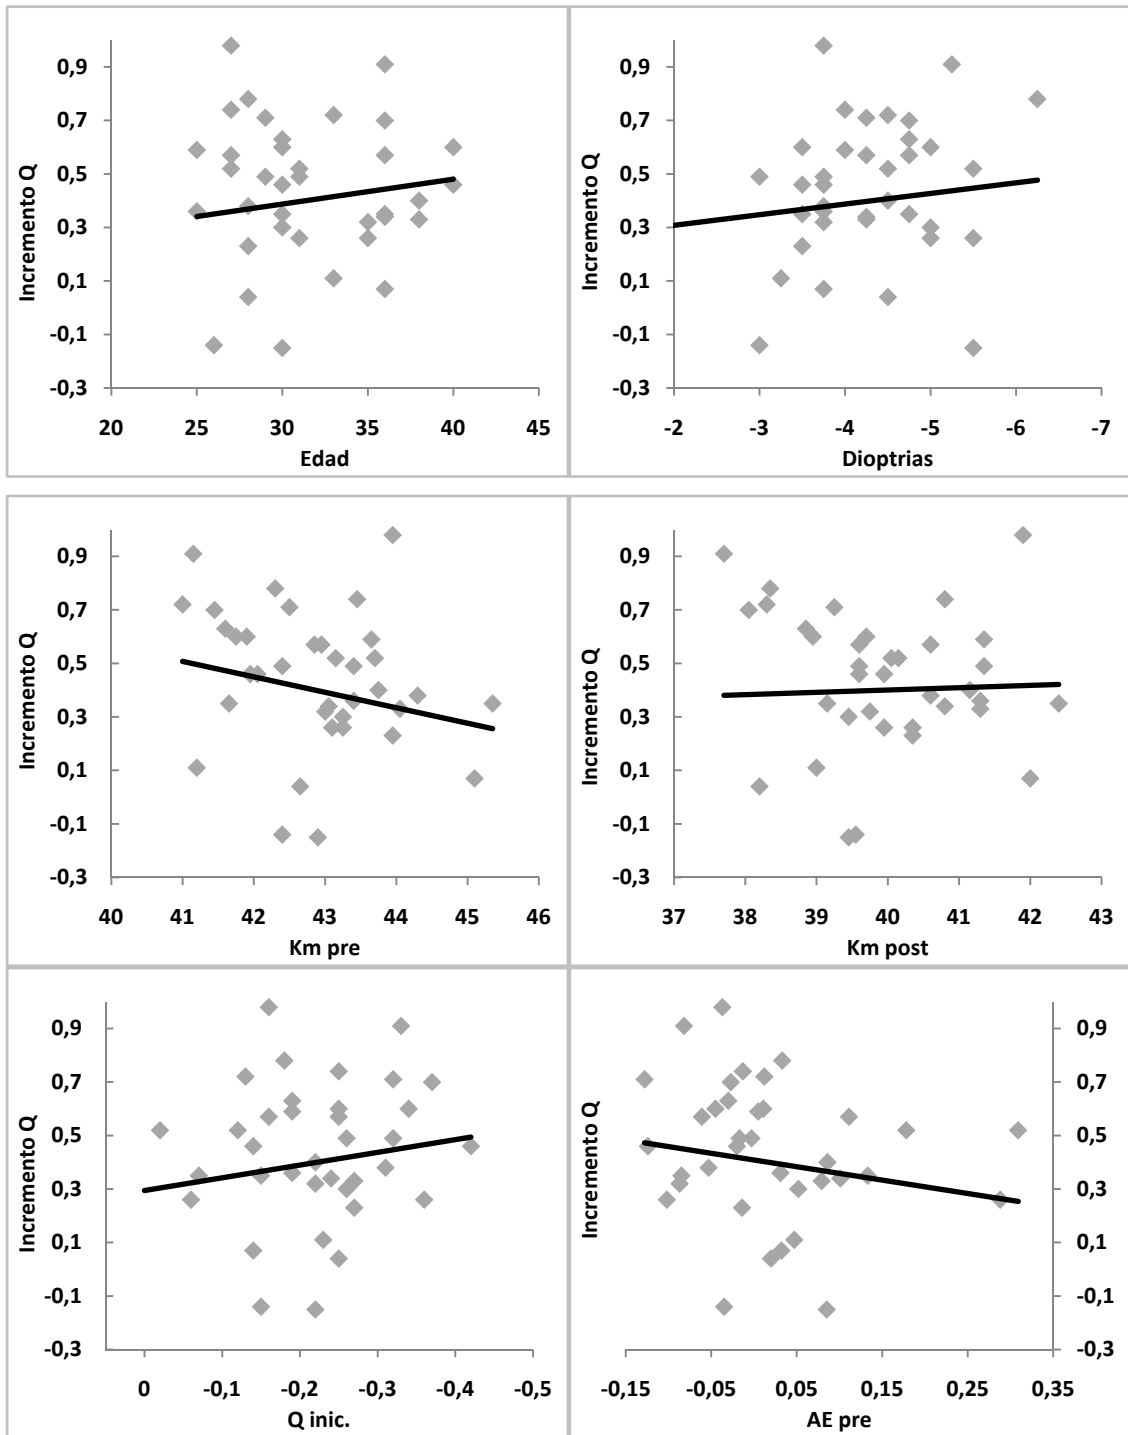 Incremento Q
0,9
0,7
0,5
0,3
0,1
-0,1
-0,3
20 25 30 35 40 45
Edad
Incremento Q
0,9
0,7
0,5
0,3
0,1
-0,1
-0,3
-2 -3 -4 -5 -6 -7
Dioptrias
Incremento Q
0,9
0,7
0,5
0,3
0,1
-0,1
-0,3
40 41 42 43 44 45 46
Km pre
Incremento Q
0,9
0,7
0,5
0,3
0,1
-0,1
-0,3
37 38 39 40 41 42 43
Km post
Incremento Q
0,9
0,7
0,5
0,3
0,1
-0,1
-0,3
0 -0,1 -0,2 -0,3 -0,4 -0,5
Q inic.
Incremento Q
0,9
0,7
0,5
0,3
0,1
-0,1
-0,3
-0,15 -0,05 0,05 0,15 0,25 0,35
AE pre